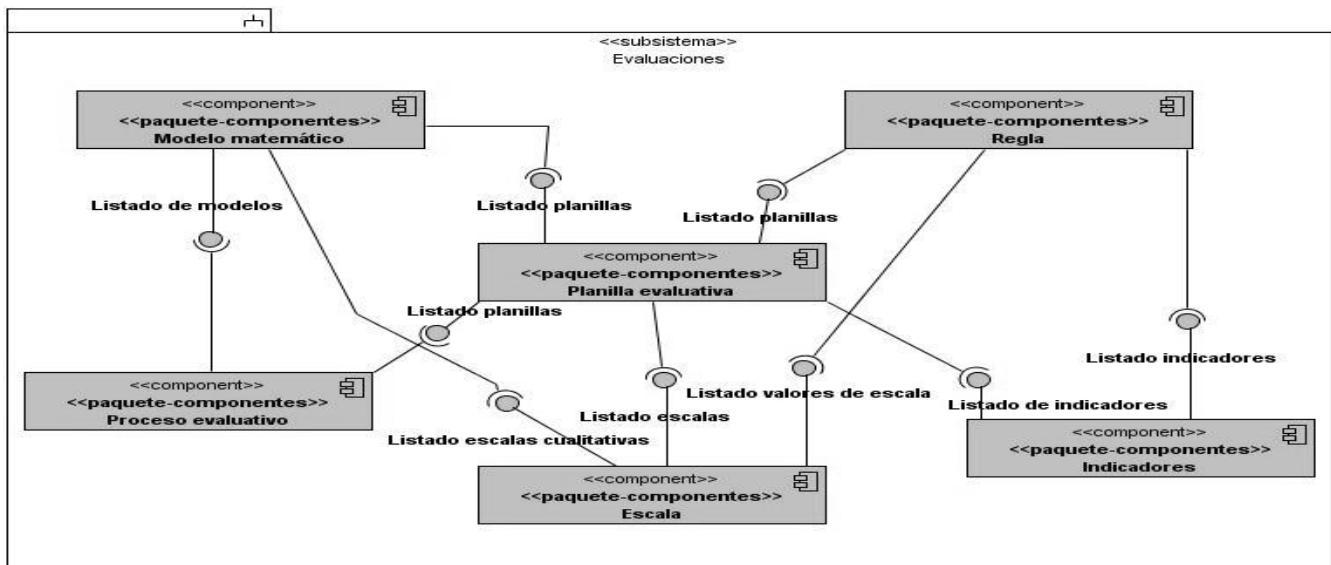 <<subsistema>>
Evaluaciones
<<component>>
<<paquete-componentes>>
Modelo matemático
<<component>>
<<paquete-componentes>>
Regla
Listado de modelos
Listado planillas
Listado planillas
<<component>>
<<paquete-componentes>>
Planilla evaluativa
Listado planillas
Listado indicadores
<<component>>
<<paquete-componentes>>
Proceso evaluativo
Listado valores de escala
Listado de indicadores
Listado escalas
Listado escalas cualitativas
<<component>>
<<paquete-componentes>>
Indicadores
<<component>>
<<paquete-componentes>>
Escala